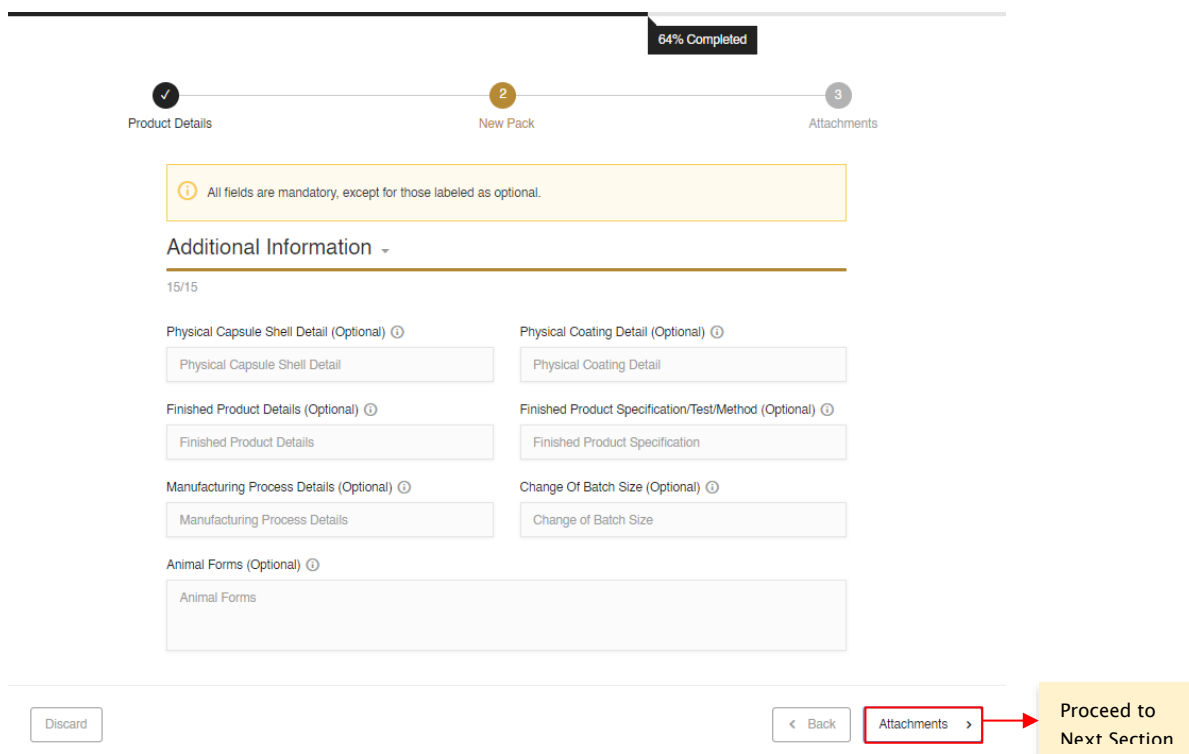 64% Completed
2
3
Product Details
New Pack
Attachments
All fields are mandatory, except for those labeled as optional.
Additional Information
15/15
Physical Capsule Shell Detail (Optional)
Physical Coating Detail (Optional)
Physical Capsule Shell Detail
Physical Coating Detail
Finished Product Details (Optional)
Finished Product Specification/Test/Method (Optional)
Finished Product Details
Finished Product Specification
Manufacturing Process Details (Optional)
Change Of Batch Size (Optional)
Manufacturing Process Details
Change of Batch Size
Animal Forms (Optional)
Animal Forms
Discard
Back
Attachments
Proceed to
Next Section